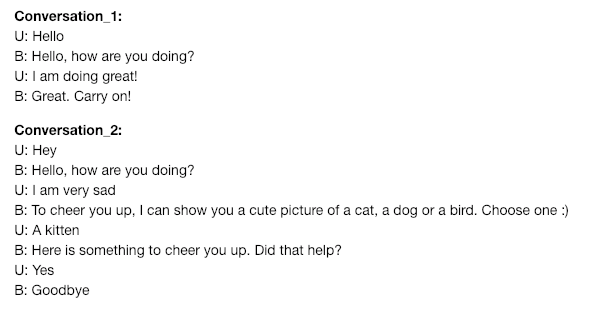 Conversation_1:
U: Hello
B: Hello, how are you doing?
U: I am doing great!
B: Great. Carry on!
Conversation_2:
U: Hey
B: Hello, how are you doing?
U: I am very sad
B: To cheer you up, I can show you a cute picture of a cat, a dog or a bird. Choose one :)
U: A kitten
B: Here is something to cheer you up. Did that help?
U: Yes
B: Goodbye